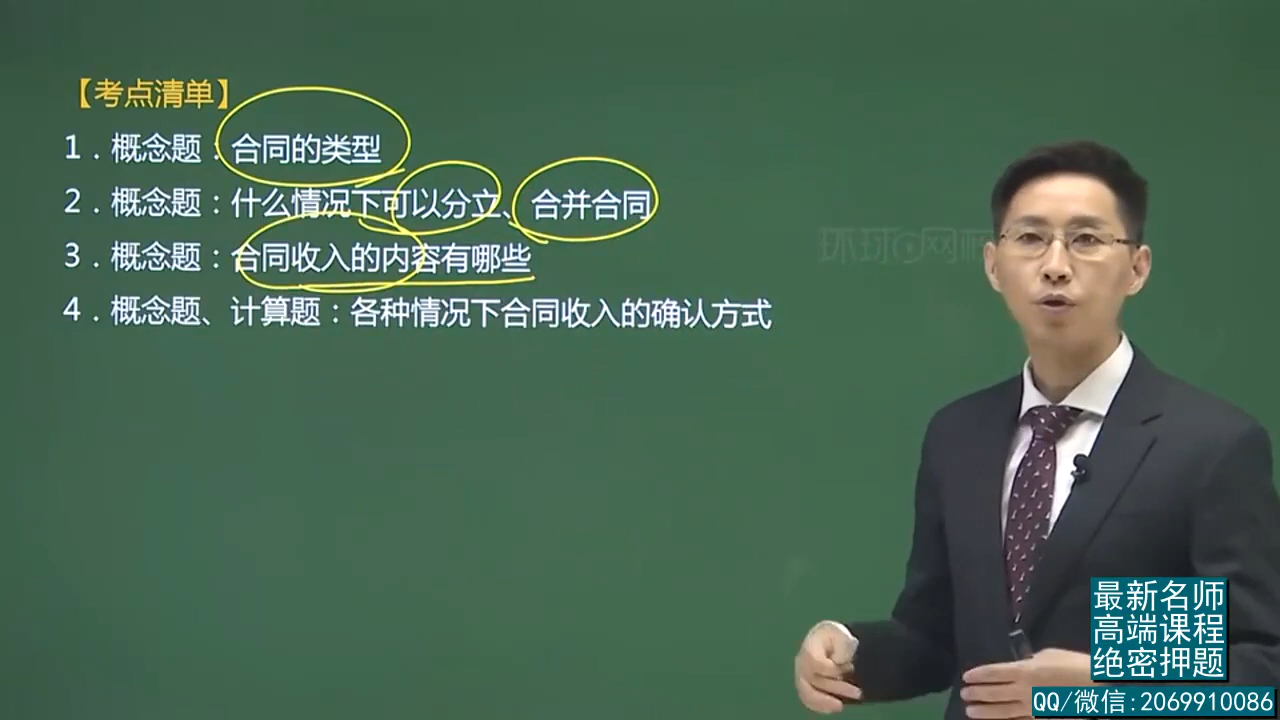 【考点清单】
1．概念题：合同的类型
2．概念题：什么情况下可以分立、合并合同
3．概念题：合同收入的内容有哪些
4．概念题、计算题：各种情况下合同收入的确认方式
环球网校
最新名师
高端课程
绝密押题
QQ/微信:2069910086